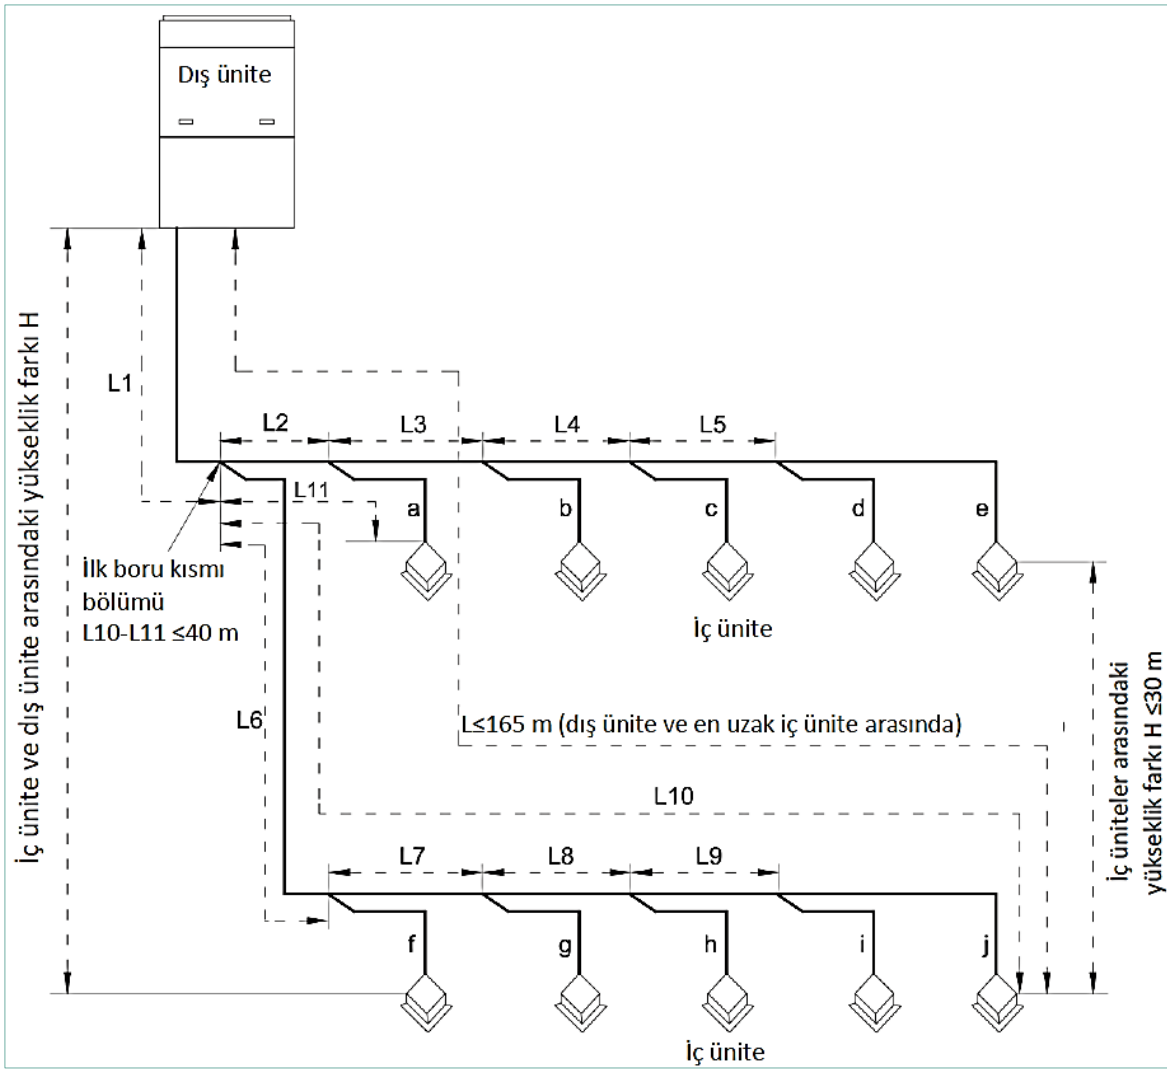 Dış ünite
İç ünite ve dış ünite arasındaki yükseklik farkı H
L1
L2
L3
L4
L5
L11
a
b
c
d
e
İlk boru kısmı
bölümü
L10-L11 ≤40 m
İç ünite
L6
L≤165 m (dış ünite ve en uzak iç ünite arasında)
İç üniteler arasındaki
yükseklik farkı H ≤30 m
L10
L7
L8
L9
f
g
h
i
j
İç ünite